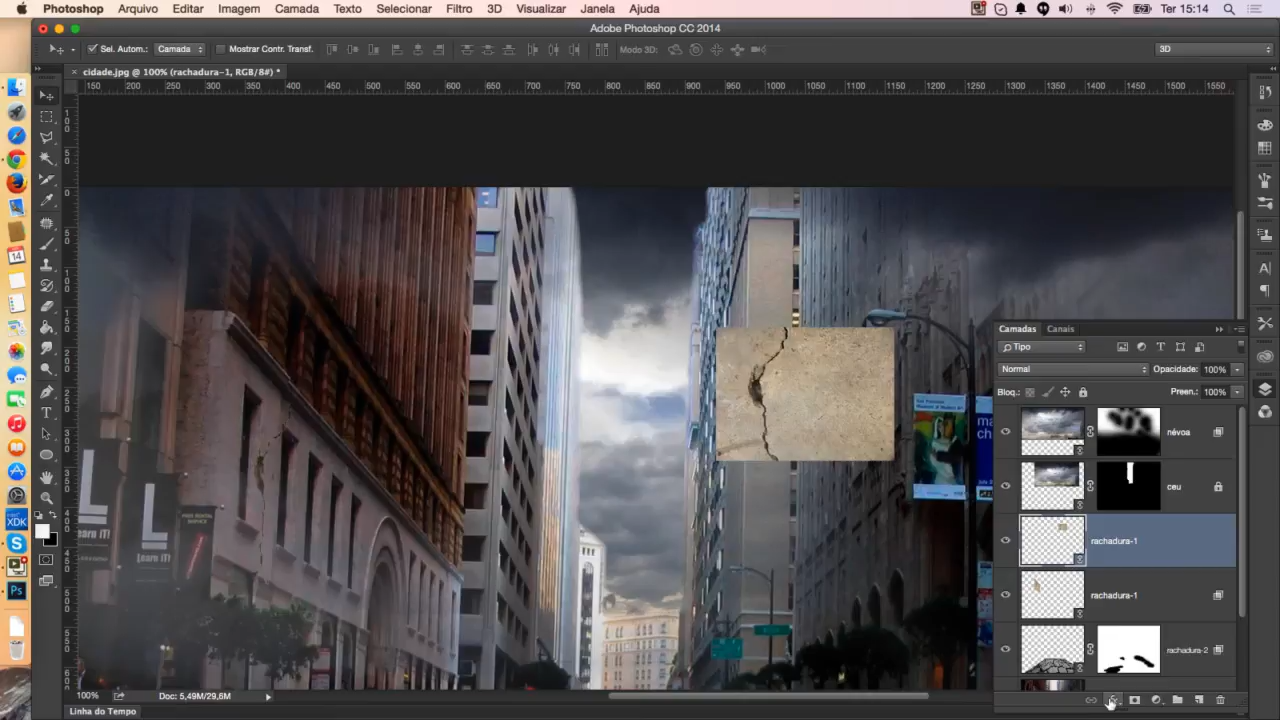 Photoshop Arquivo Editar Imagem Camada Texto Selecionar Filtro 3D Visualizar Janela Ajuda Ter 15:14
Adobe Photoshop CC 2014
Sel. Autom.: Camada Mostrar Contr. Transf. Modo 3D: 3D
cidade.jpg @ 100% (rachadura-1, RGB/8#) *
150 200 250 300 350 400 450 500 550 600 650 700 750 800 850 900 950 1000 1050 1100 1150 1200 1250 1300 1350 1400 1450 1500 1550
Camadas Canais
Tipo
Normal Opacidade: 100%
Bloq.: Preen.: 100%
névoa
ceu
rachadura-1
rachadura-1
rachadura-2
Learn iT!
Learn iT!
100% Doc: 5,49M/29,6M
Linha do Tempo